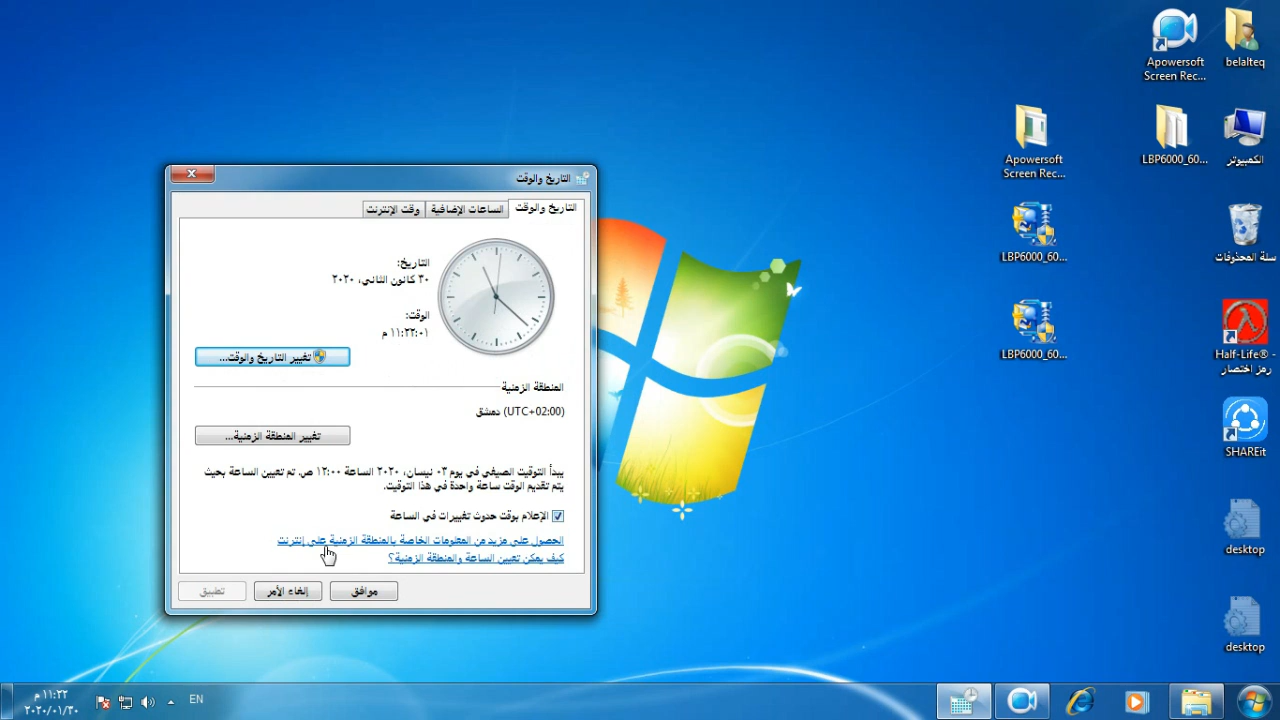 Apowersoft
Screen Rec...
belalteq
Apowersoft
Screen Rec...
LBP6000_60...
الكمبيوتر
LBP6000_60...
سلة المحذوفات
LBP6000_60...
Half-Life® -
رمز اختصار
SHAREit
desktop
desktop
التاريخ والوقت
التاريخ والوقت
الساعات الإضافية
وقت الإنترنت
التاريخ:
٣٠ كانون الثاني، ٢٠٢٠
الوقت:
١١:٢٢:٠١ م
تغيير التاريخ والوقت...
المنطقة الزمنية
(UTC+02:00) دمشق
تغيير المنطقة الزمنية...
يبدأ التوقيت الصيفي في يوم ٠٣ نيسان، ٢٠٢٠ الساعة ١٢:٠٠ ص. تم تعيين الساعة بحيث
يتم تقديم الوقت ساعة واحدة في هذا التوقيت.
الإعلام بوقت حدوث تغييرات في الساعة
الحصول على مزيد من المعلومات الخاصة بالمنطقة الزمنية على إنترنت
كيف يمكن تعيين الساعة والمنطقة الزمنية؟
موافق
إلغاء الأمر
تطبيق
EN
١١:٢٢ م
٢٠٢٠/٠١/٣٠